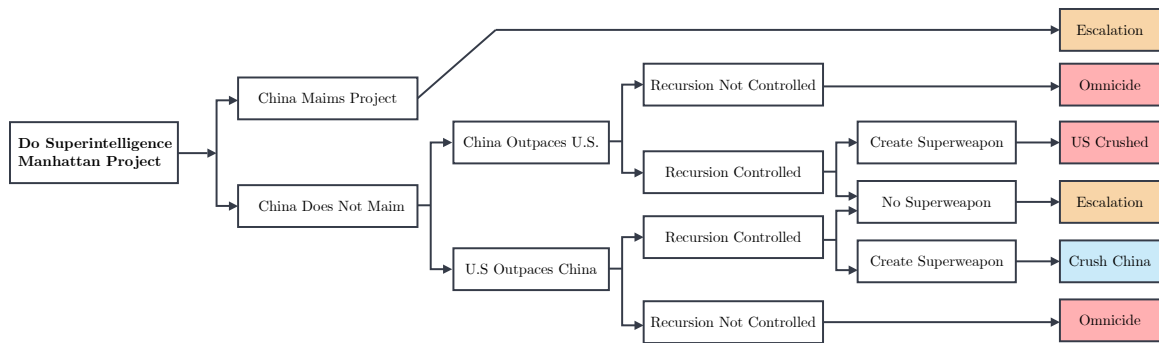 Escalation
China Maims Project
Recursion Not Controlled
Omnicide
Do Superintelligence
Manhattan Project
China Outpaces U.S.
Create Superweapon
US Crushed
Recursion Controlled
China Does Not Maim
No Superweapon
Escalation
Recursion Controlled
U.S Outpaces China
Create Superweapon
Crush China
Recursion Not Controlled
Omnicide